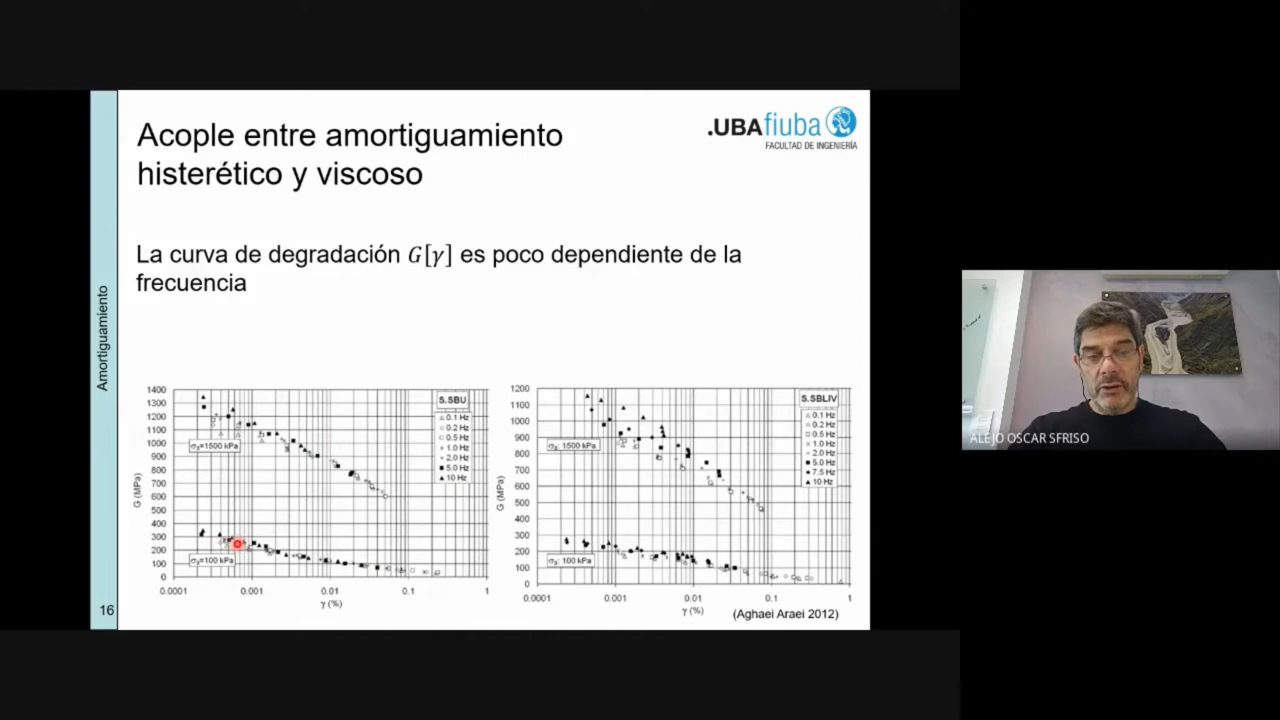 Acople entre amortiguamiento
histerético y viscoso
.UBAfiuba
FACULTAD DE INGENIERÍA
La curva de degradación G[γ] es poco dependiente de la
frecuencia
Amortiguamiento
16
1400
1300
1200
1100
1000
900
800
700
600
500
400
300
200
100
0
G (MPa)
S.SBU
0.1 Hz
0.2 Hz
0.5 Hz
1.0 Hz
2.0 Hz
5.0 Hz
10 Hz
=1500 kPa
=100 kPa
0.0001
0.001
0.01
0.1
1
γ (%)
1200
1100
1000
900
800
700
600
500
400
300
200
100
0
G (MPa)
S.SBLIV
0.1 Hz
0.2 Hz
0.5 Hz
1.0 Hz
2.0 Hz
5.0 Hz
7.5 Hz
10 Hz
1500 kPa
100 kPa
0.0001
0.001
0.01
0.1
1
γ (%)
(Aghaei Araei 2012)
ALEJO OSCAR SFRISO